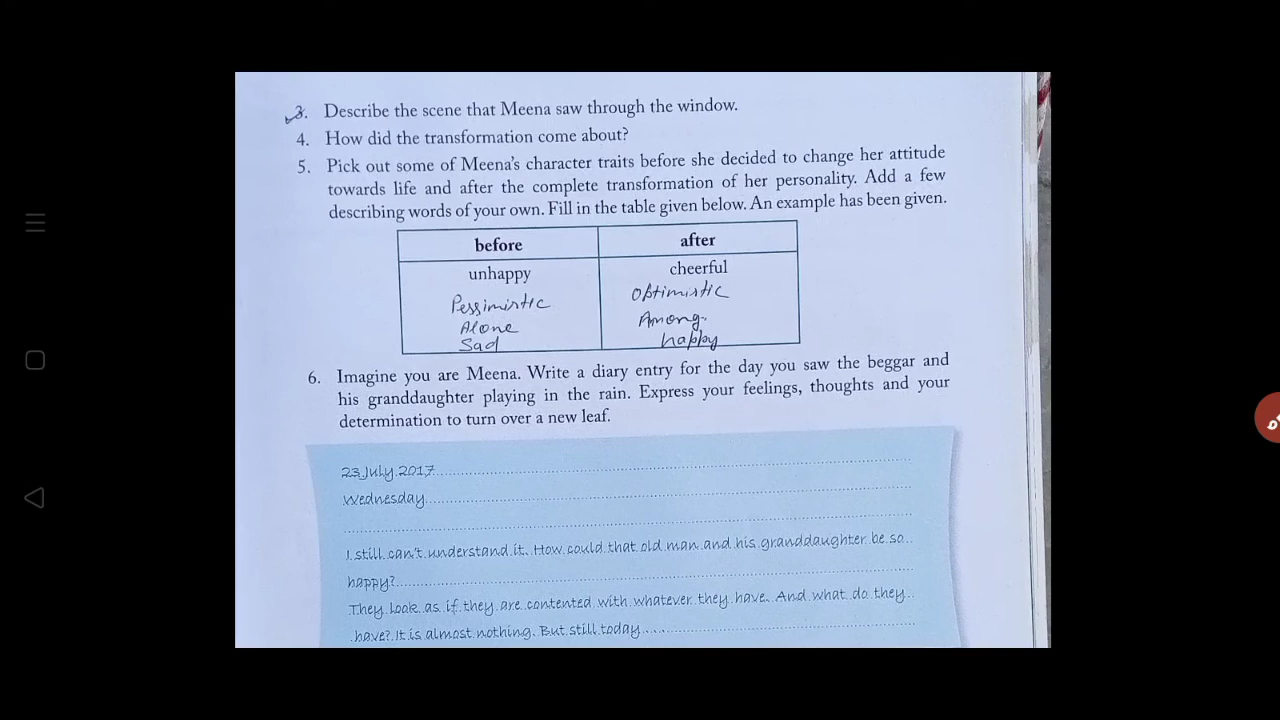 3. Describe the scene that Meena saw through the window.
4. How did the transformation come about?
5. Pick out some of Meena's character traits before she decided to change her attitude
towards life and after the complete transformation of her personality. Add a few
describing words of your own. Fill in the table given below. An example has been given.
before after
unhappy cheerful
Pessimistic Optimistic
Alone Among.
Sad happy
6. Imagine you are Meena. Write a diary entry for the day you saw the beggar and
his granddaughter playing in the rain. Express your feelings, thoughts and your
determination to turn over a new leaf.
23 July 2017
Wednesday
I still can't understand it. How could that old man and his granddaughter be so
happy?
They look as if they are contented with whatever they have. And what do they
have? It is almost nothing. But still today....